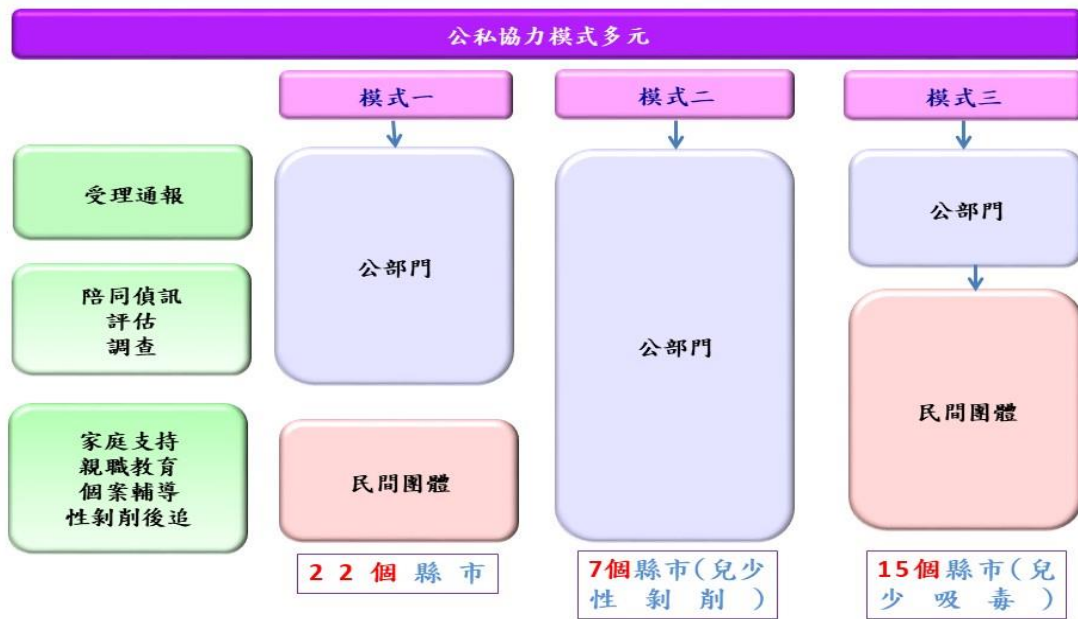 公私協力模式多元
模式一
模式二
模式三
受理通報
陪同偵訊
評估
調查
家庭支持
親職教育
個案輔導
性剝削後追
公部門
民間團體
公部門
公部門
民間團體
22個縣市
7個縣市(兒少
性剝削)
15個縣市(兒
少吸毒)